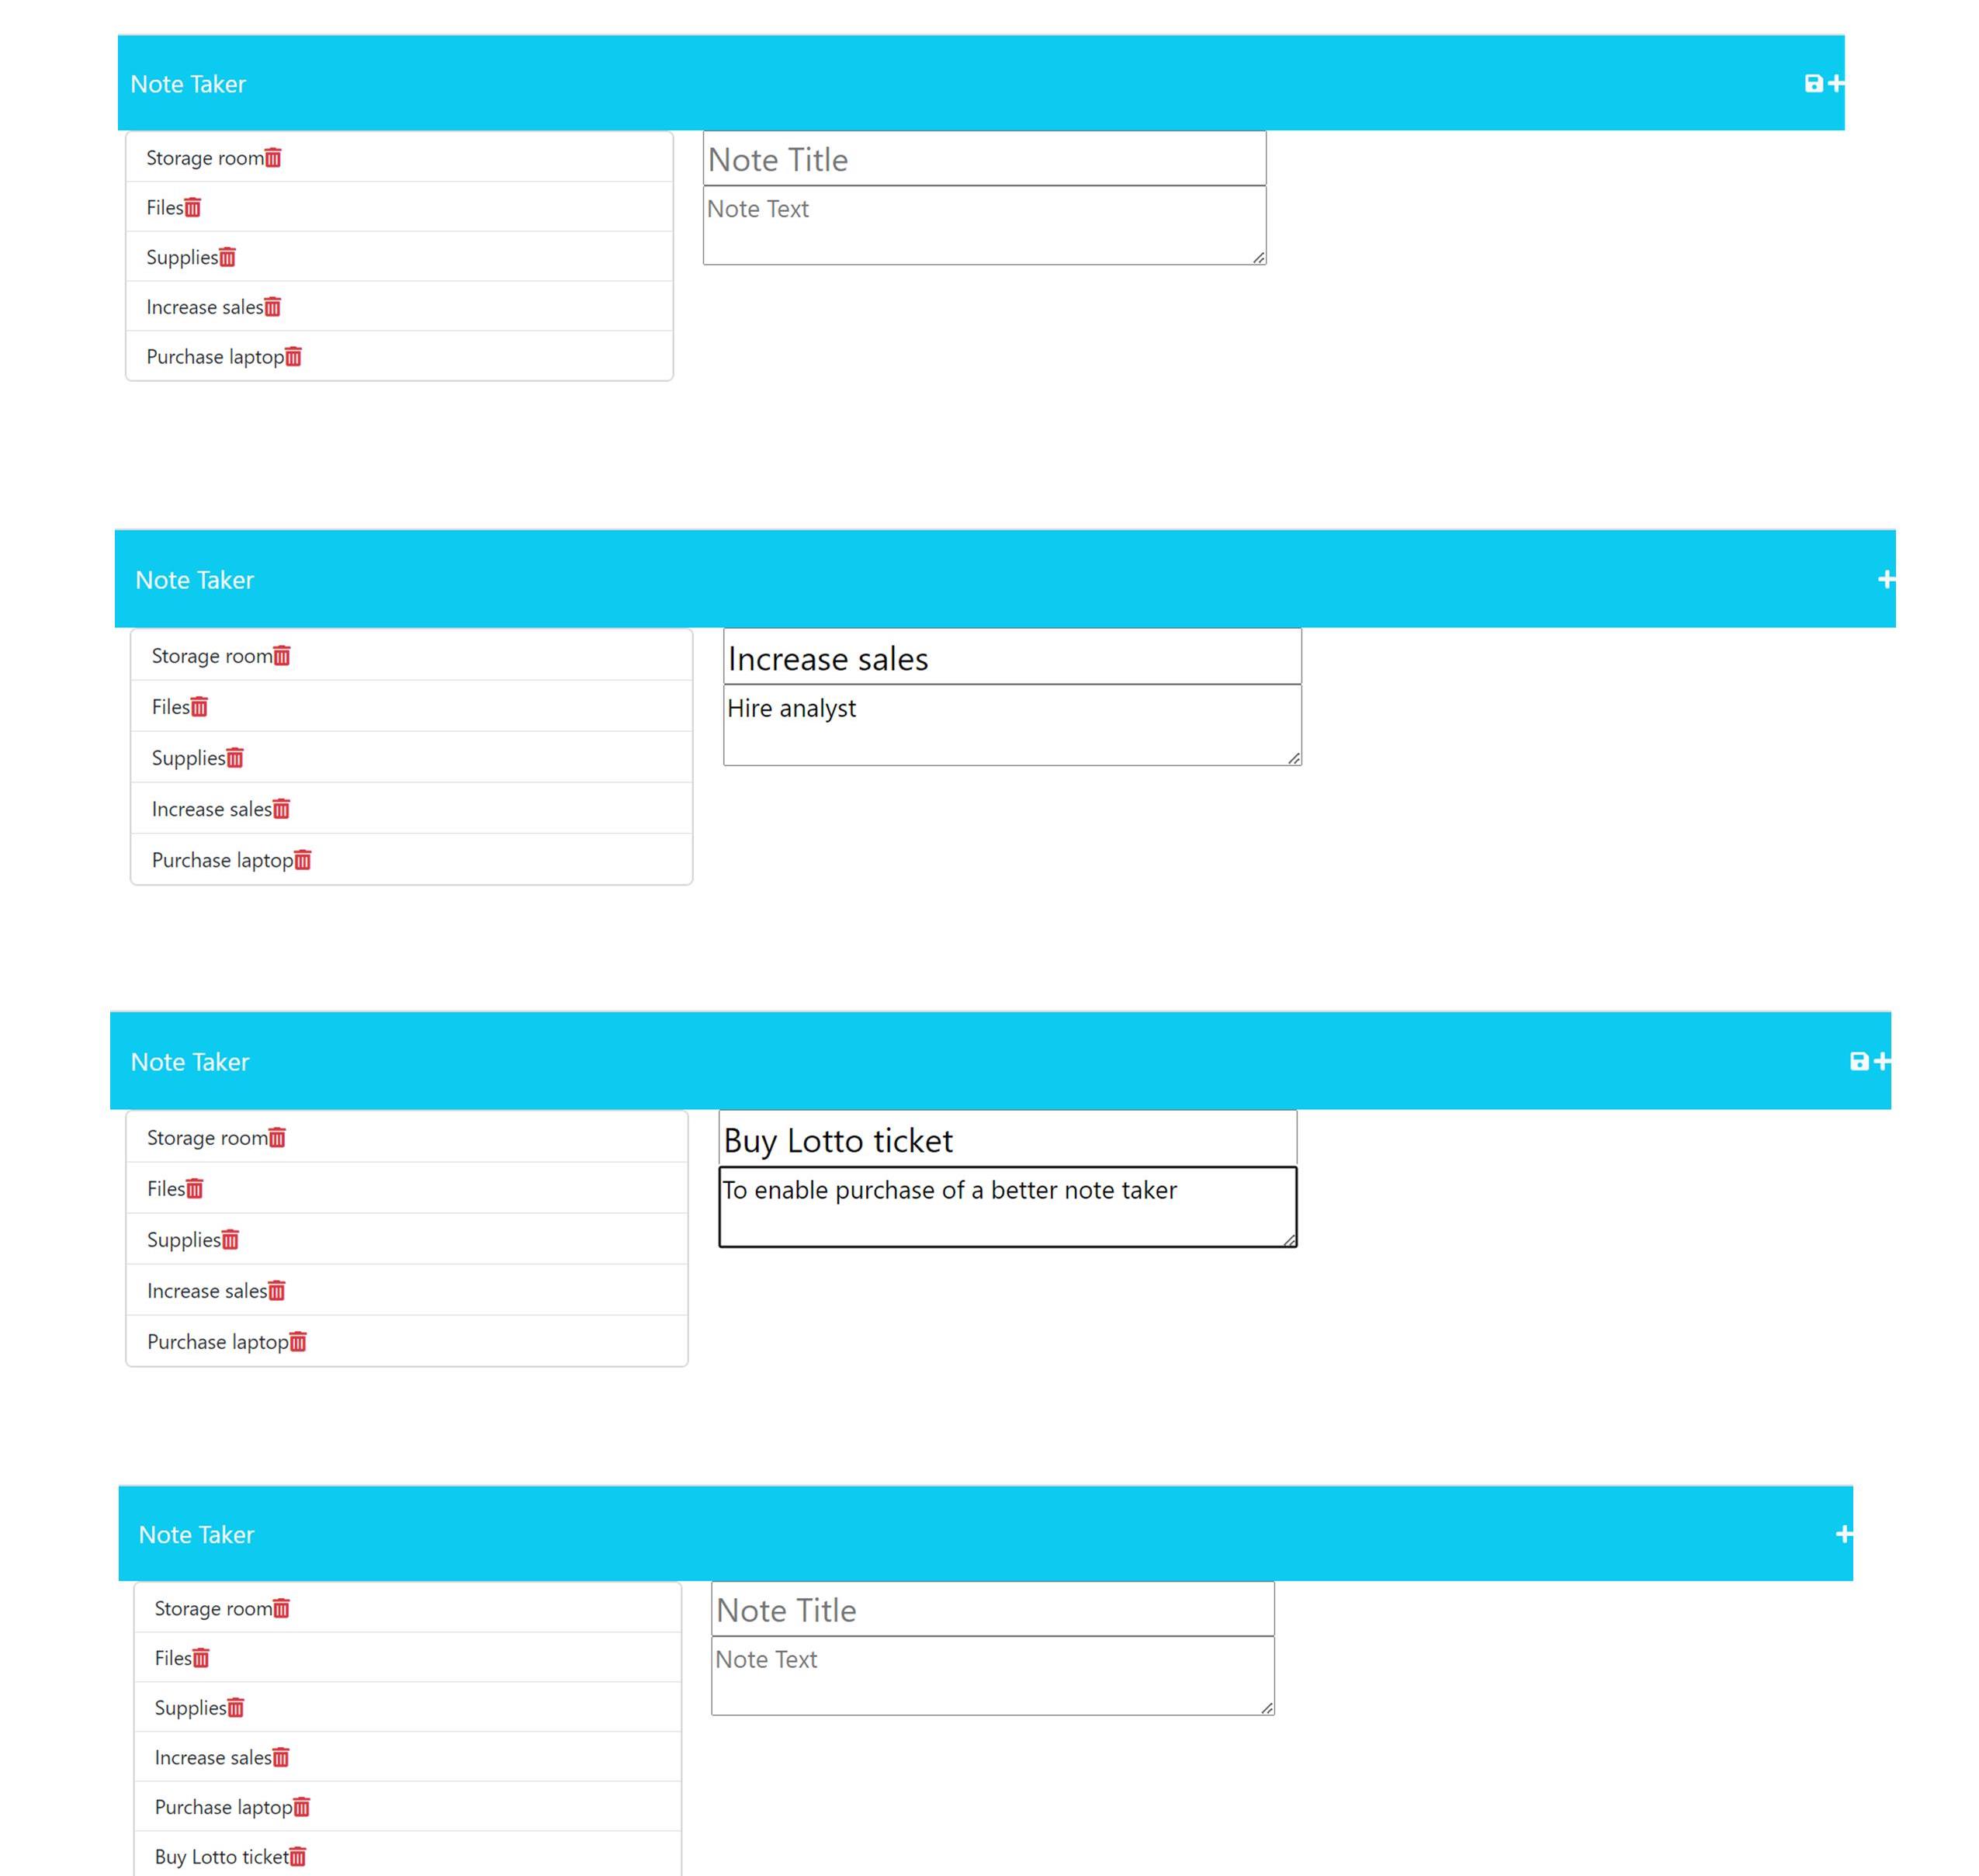 Note Taker
Storage room
Files
Supplies
Increase sales
Purchase laptop
Note Title
Note Text
Note Taker
Storage room
Files
Supplies
Increase sales
Purchase laptop
Increase sales
Hire analyst
Note Taker
Storage room
Files
Supplies
Increase sales
Purchase laptop
Buy Lotto ticket
To enable purchase of a better note taker
Note Taker
Storage room
Files
Supplies
Increase sales
Purchase laptop
Buy Lotto ticket
Note Title
Note Text